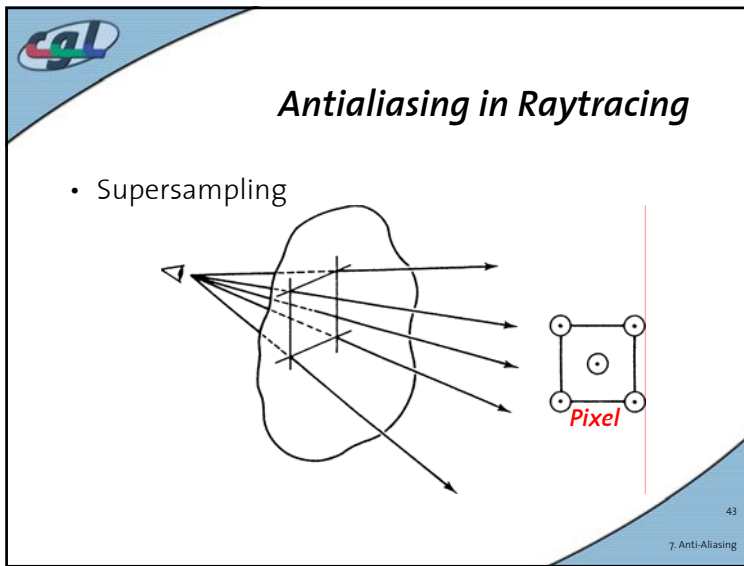 cgl
Antialiasing in Raytracing
• Supersampling
Pixel
43
7. Anti-Aliasing